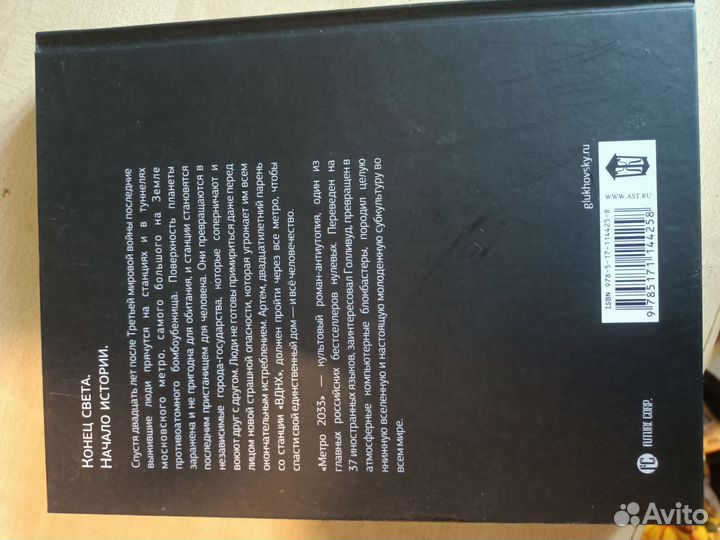 КОНЕЦ СВЕТА.
НАЧАЛО ИСТОРИИ.
Спустя двадцать лет после Третьей мировой войны последние
выжившие люди прячутся на станциях и в туннелях
московского метро, самого большого на Земле
противоатомного бомбоубежища. Поверхность планеты
заражена и не пригодна для обитания, и станции становятся
последним пристанищем для человека. Они превращаются в
независимые города-государства, которые соперничают и
воюют друг с другом. Люди не готовы примириться даже перед
лицом новой страшной опасности, которая угрожает им всем
окончательным истреблением. Артем, двадцатилетний парень
со станции «ВДНХ», должен пройти через все метро, чтобы
спасти свой единственный дом — и всё человечество.
«Метро 2033» — культовый роман-антиутопия, один из
главных российских бестселлеров нулевых. Переведен на
37 иностранных языков, заинтересовал Голливуд, превращен в
атмосферные компьютерные блокбастеры, породил целую
книжную вселенную и настоящую молодежную субкультуру во
всем мире.
FC FUTURE CORP.
glukhovsky.ru
WWW.AST.RU
ISBN 978-5-17-114425-8
9 785171 144258
Avito